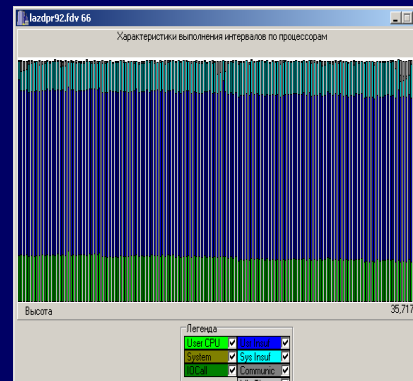 lazdpr92.fdv 66
Характеристики выполнения интервалов по процессорам
Высота 35,717
Легенда
User CPU Usr Insuf
System Sys Insuf
IOCall Communic